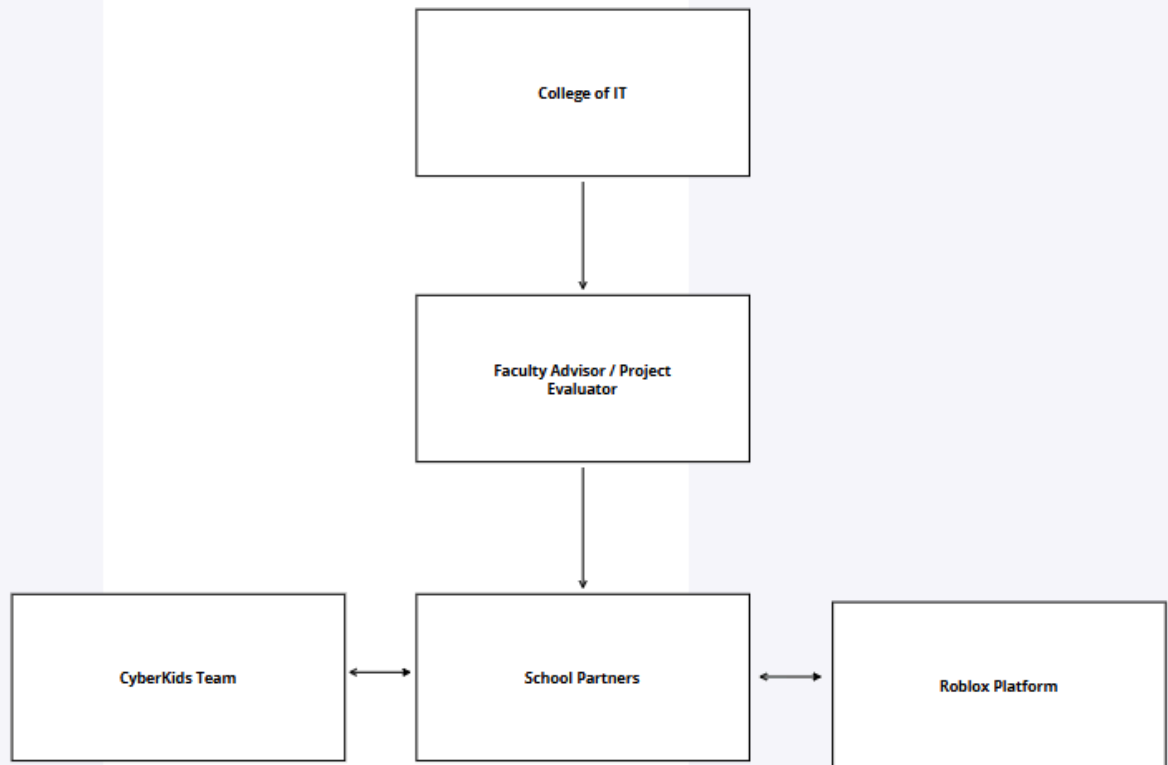 College of IT
Faculty Advisor / Project
Evaluator
CyberKids Team
School Partners
Roblox Platform